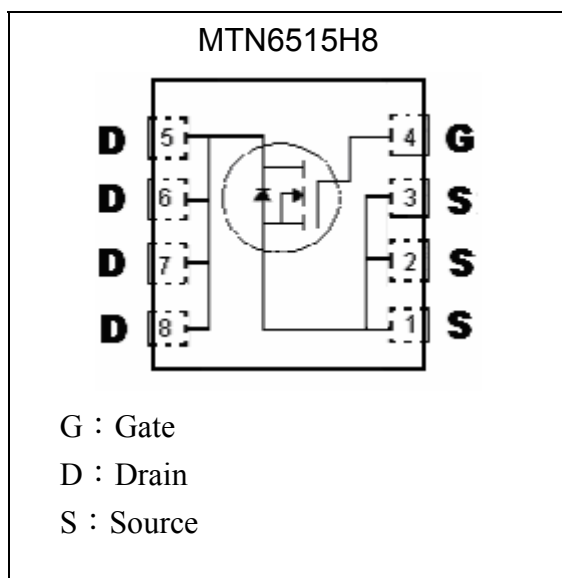 MTN6515H8
D 5 4 G
D 6 3 S
D 7 2 S
D 8 1 S
G：Gate
D：Drain
S：Source